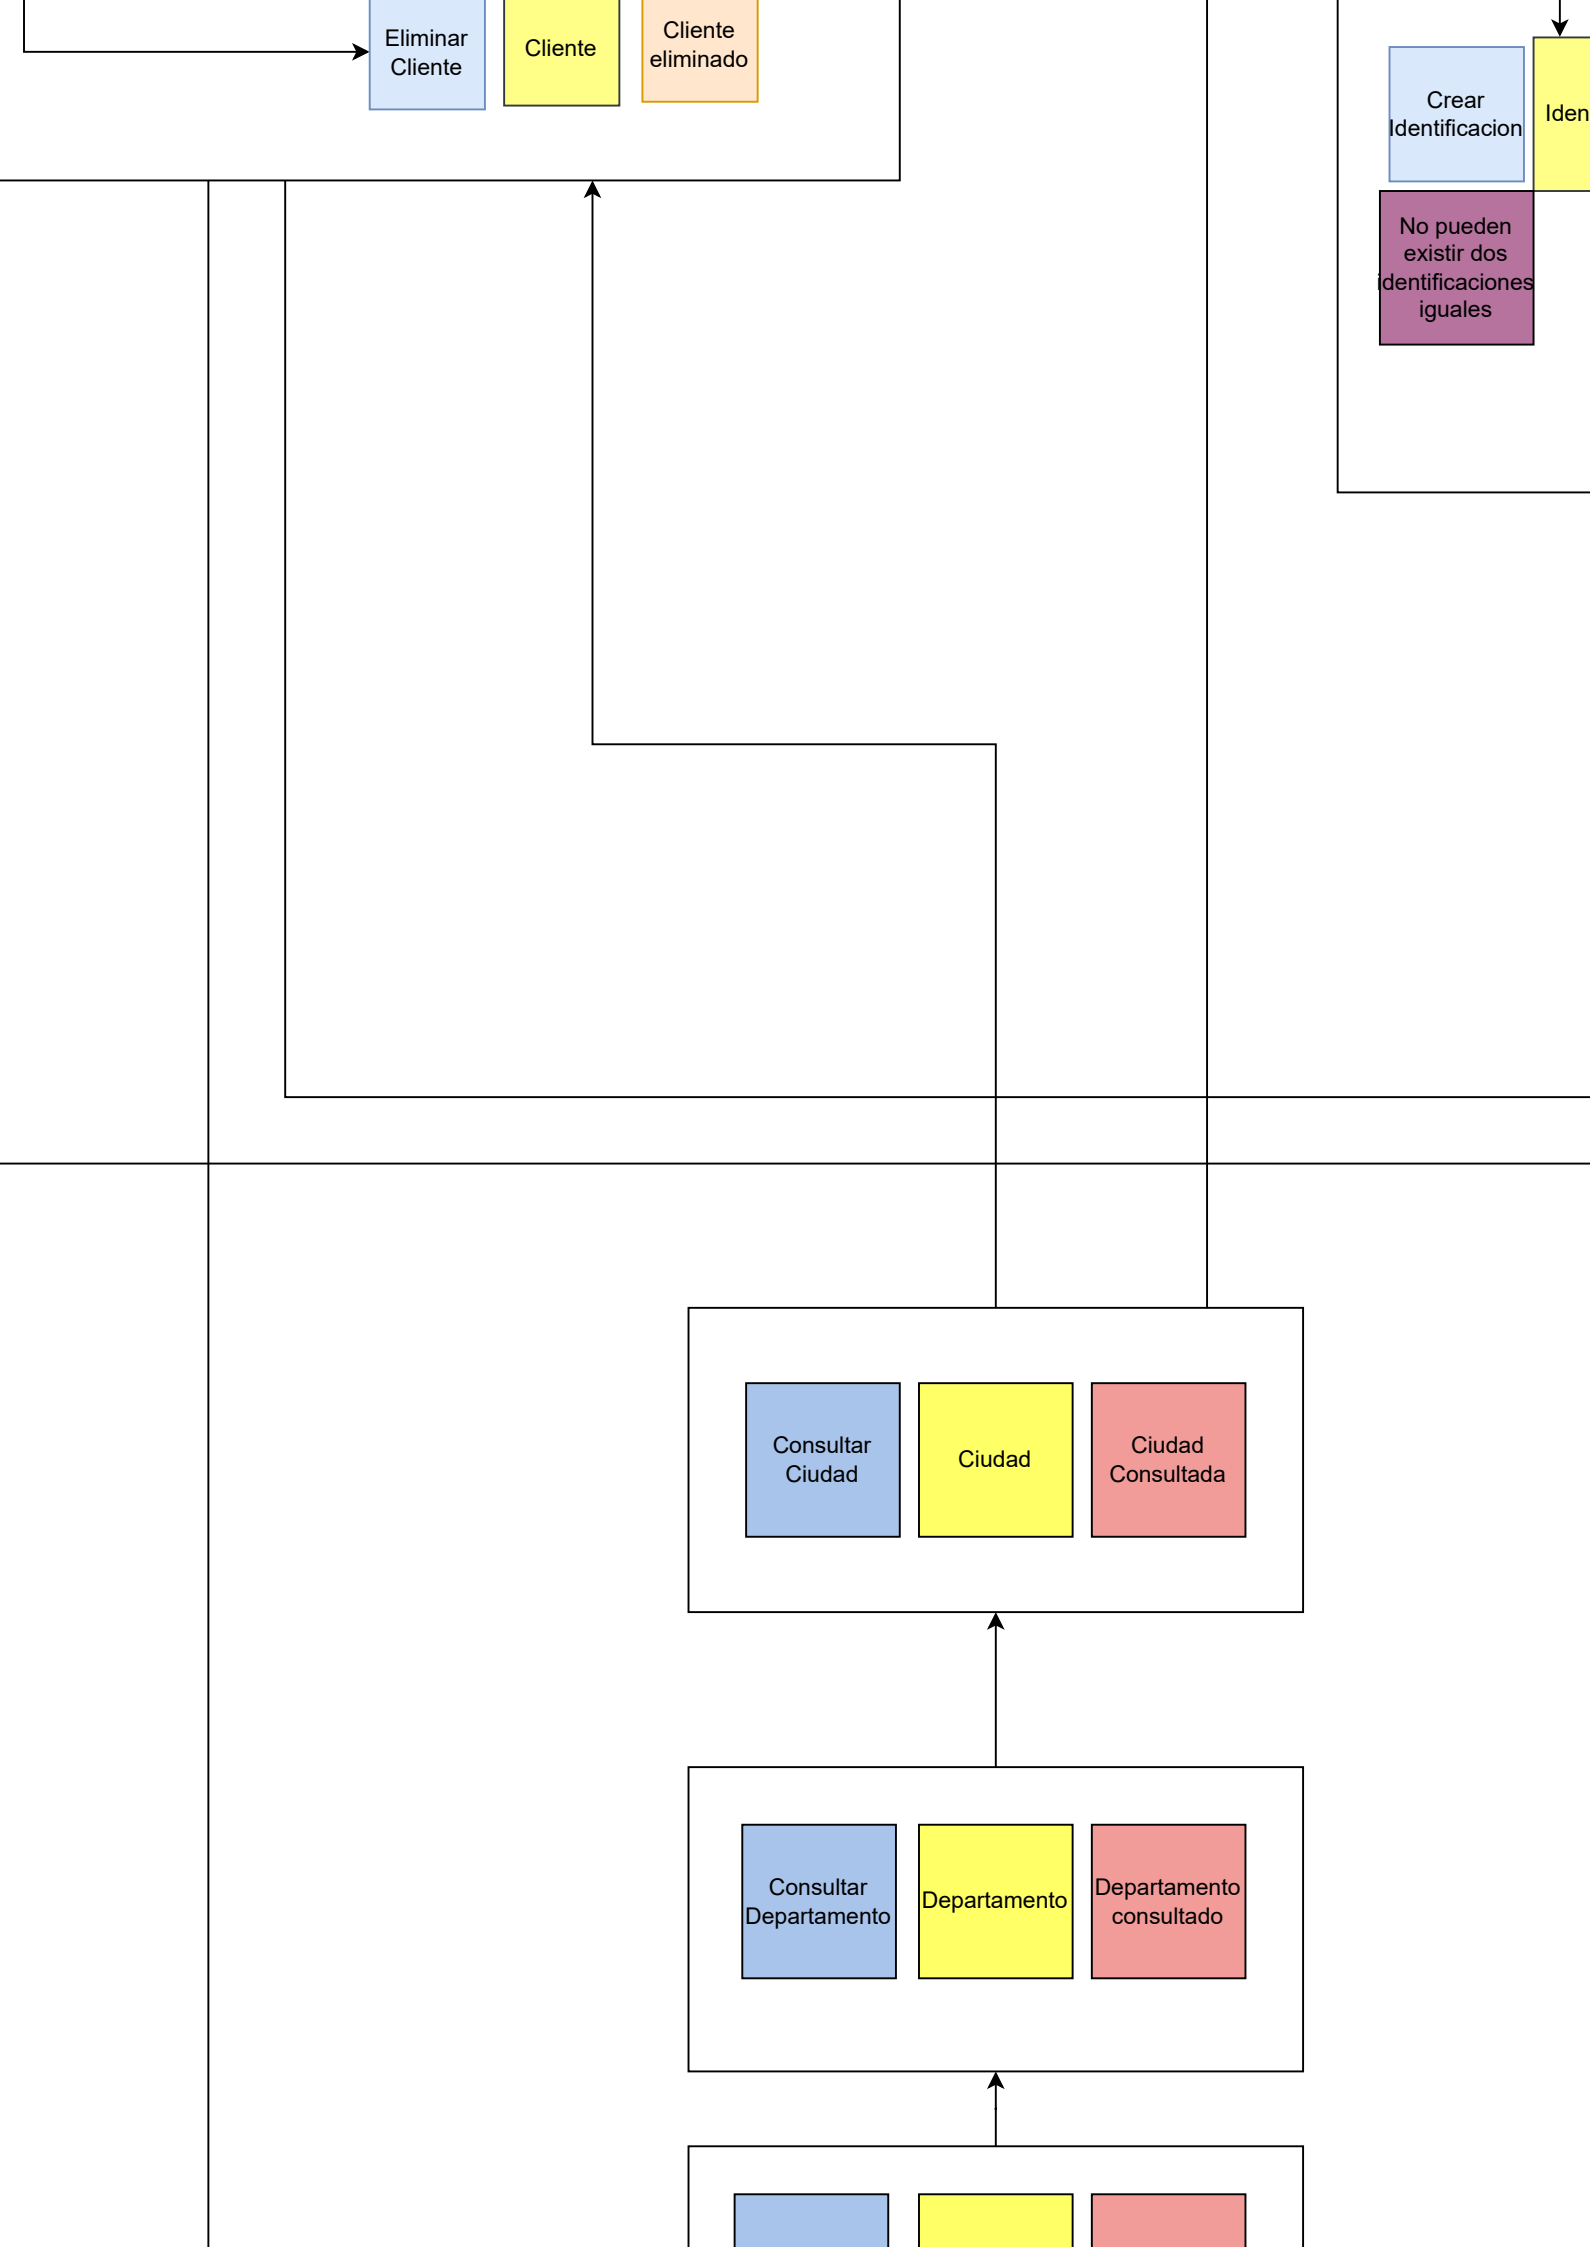 Eliminar
Cliente
Cliente
Cliente
eliminado
Crear
Identificacion
No pueden
existir dos
identificaciones
iguales
Consultar
Ciudad
Ciudad
Ciudad
Consultada
Consultar
Departamento
Departamento
Departamento
consultado